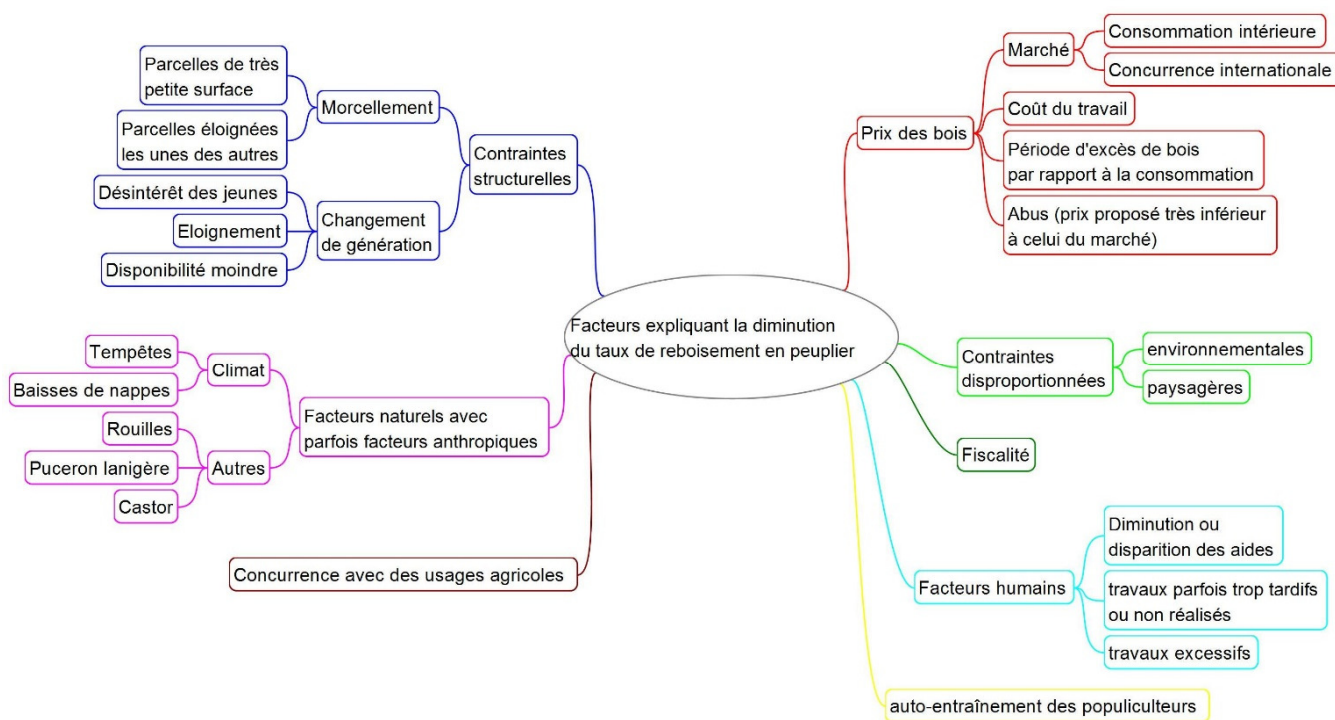 Facteurs expliquant la diminution
du taux de reboisement en peuplier
Contraintes
structurelles
Morcellement
Parcelles de très
petite surface
Parcelles éloignées
les unes des autres
Changement
de génération
Désintérêt des jeunes
Eloignement
Disponibilité moindre
Facteurs naturels avec
parfois facteurs anthropiques
Climat
Tempêtes
Baisses de nappes
Autres
Rouilles
Puceron lanigère
Castor
Concurrence avec des usages agricoles
Prix des bois
Marché
Consommation intérieure
Concurrence internationale
Coût du travail
Période d'excès de bois
par rapport à la consommation
Abus (prix proposé très inférieur
à celui du marché)
Contraintes
disproportionnées
environnementales
paysagères
Fiscalité
Facteurs humains
Diminution ou
disparition des aides
travaux parfois trop tardifs
ou non réalisés
travaux excessifs
auto-entraînement des populiculteurs